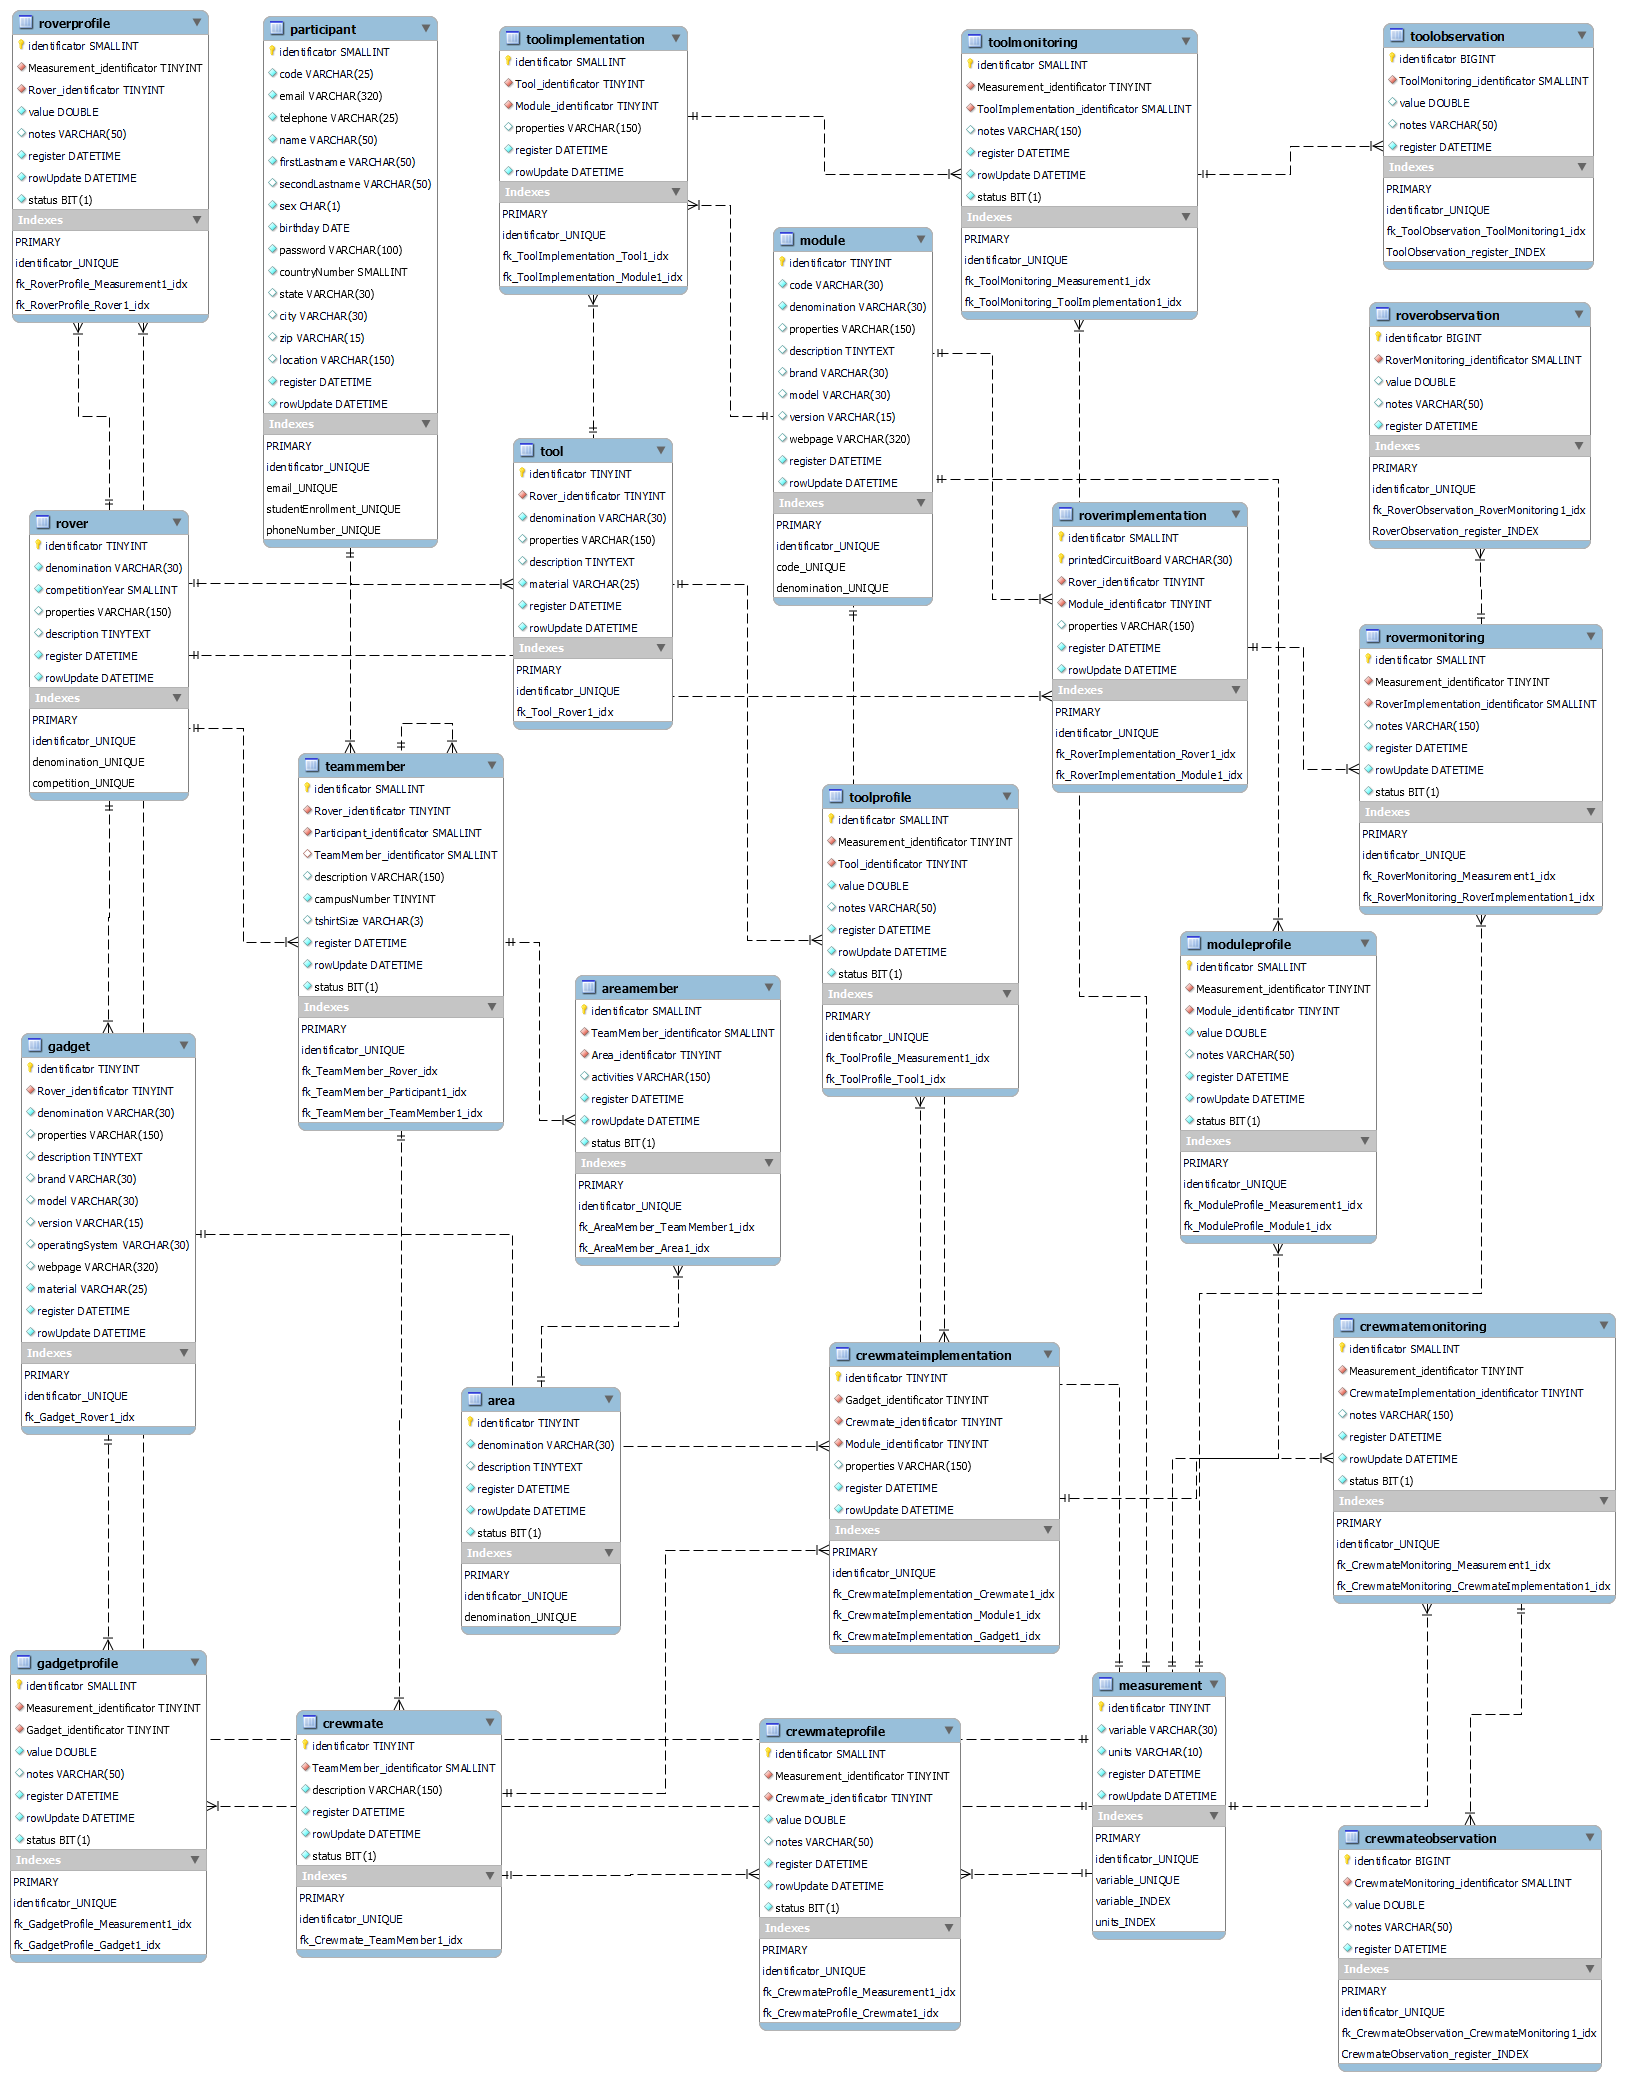 roverprofile
identificator SMALLINT
Measurement_identificator TINYINT
Rover_identificator TINYINT
value DOUBLE
notes VARCHAR(50)
register DATETIME
rowUpdate DATETIME
status BIT(1)
Indexes
PRIMARY
identificator_UNIQUE
fk_RoverProfile_Measurement1_idx
fk_RoverProfile_Rover1_idx
participant
identificator SMALLINT
code VARCHAR(25)
email VARCHAR(320)
telephone VARCHAR(25)
name VARCHAR(50)
firstLastname VARCHAR(50)
secondLastname VARCHAR(50)
sex CHAR(1)
birthday DATE
password VARCHAR(100)
countryNumber SMALLINT
state VARCHAR(30)
city VARCHAR(30)
zip VARCHAR(15)
location VARCHAR(150)
register DATETIME
rowUpdate DATETIME
Indexes
PRIMARY
identificator_UNIQUE
email_UNIQUE
studentEnrollment_UNIQUE
phoneNumber_UNIQUE
toolimplementation
identificator SMALLINT
Tool_identificator TINYINT
Module_identificator TINYINT
properties VARCHAR(150)
register DATETIME
rowUpdate DATETIME
Indexes
PRIMARY
identificator_UNIQUE
fk_ToolImplementation_Tool1_idx
fk_ToolImplementation_Module1_idx
toolmonitoring
identificator SMALLINT
Measurement_identificator TINYINT
ToolImplementation_identificator SMALLINT
notes VARCHAR(150)
register DATETIME
rowUpdate DATETIME
status BIT(1)
Indexes
PRIMARY
identificator_UNIQUE
fk_ToolMonitoring_Measurement1_idx
fk_ToolMonitoring_ToolImplementation1_idx
toolobservation
identificator BIGINT
ToolMonitoring_identificator SMALLINT
value DOUBLE
notes VARCHAR(50)
register DATETIME
Indexes
PRIMARY
identificator_UNIQUE
fk_ToolObservation_ToolMonitoring1_idx
ToolObservation_register_INDEX
module
identificator TINYINT
code VARCHAR(30)
denomination VARCHAR(30)
properties VARCHAR(150)
description TINYTEXT
brand VARCHAR(30)
model VARCHAR(30)
version VARCHAR(15)
webpage VARCHAR(320)
register DATETIME
rowUpdate DATETIME
Indexes
PRIMARY
identificator_UNIQUE
code_UNIQUE
denomination_UNIQUE
roverobservation
identificator BIGINT
RoverMonitoring_identificator SMALLINT
value DOUBLE
notes VARCHAR(50)
register DATETIME
Indexes
PRIMARY
identificator_UNIQUE
fk_RoverObservation_RoverMonitoring1_idx
RoverObservation_register_INDEX
tool
identificator TINYINT
Rover_identificator TINYINT
denomination VARCHAR(30)
properties VARCHAR(150)
description TINYTEXT
material VARCHAR(25)
register DATETIME
rowUpdate DATETIME
Indexes
PRIMARY
identificator_UNIQUE
fk_Tool_Rover1_idx
rover
identificator TINYINT
denomination VARCHAR(30)
competitionYear SMALLINT
properties VARCHAR(150)
description TINYTEXT
register DATETIME
rowUpdate DATETIME
Indexes
PRIMARY
identificator_UNIQUE
denomination_UNIQUE
competition_UNIQUE
roverimplementation
identificator SMALLINT
printedCircuitBoard VARCHAR(30)
Rover_identificator TINYINT
Module_identificator TINYINT
properties VARCHAR(150)
register DATETIME
rowUpdate DATETIME
Indexes
PRIMARY
identificator_UNIQUE
fk_RoverImplementation_Rover1_idx
fk_RoverImplementation_Module1_idx
rovermonitoring
identificator SMALLINT
Measurement_identificator TINYINT
RoverImplementation_identificator SMALLINT
notes VARCHAR(150)
register DATETIME
rowUpdate DATETIME
status BIT(1)
Indexes
PRIMARY
identificator_UNIQUE
fk_RoverMonitoring_Measurement1_idx
fk_RoverMonitoring_RoverImplementation1_idx
teammember
identificator SMALLINT
Rover_identificator TINYINT
Participant_identificator SMALLINT
TeamMember_identificator SMALLINT
description VARCHAR(150)
campusNumber TINYINT
tshirtSize VARCHAR(3)
register DATETIME
rowUpdate DATETIME
status BIT(1)
Indexes
PRIMARY
identificator_UNIQUE
fk_TeamMember_Rover_idx
fk_TeamMember_Participant1_idx
fk_TeamMember_TeamMember1_idx
toolprofile
identificator SMALLINT
Measurement_identificator TINYINT
Tool_identificator TINYINT
value DOUBLE
notes VARCHAR(50)
register DATETIME
rowUpdate DATETIME
status BIT(1)
Indexes
PRIMARY
identificator_UNIQUE
fk_ToolProfile_Measurement1_idx
fk_ToolProfile_Tool1_idx
moduleprofile
identificator SMALLINT
Measurement_identificator TINYINT
Module_identificator TINYINT
value DOUBLE
notes VARCHAR(50)
register DATETIME
rowUpdate DATETIME
status BIT(1)
Indexes
PRIMARY
identificator_UNIQUE
fk_ModuleProfile_Measurement1_idx
fk_ModuleProfile_Module1_idx
areamember
identificator SMALLINT
TeamMember_identificator SMALLINT
Area_identificator TINYINT
activities VARCHAR(150)
register DATETIME
rowUpdate DATETIME
status BIT(1)
Indexes
PRIMARY
identificator_UNIQUE
fk_AreaMember_TeamMember1_idx
fk_AreaMember_Area1_idx
gadget
identificator TINYINT
Rover_identificator TINYINT
denomination VARCHAR(30)
properties VARCHAR(150)
description TINYTEXT
brand VARCHAR(30)
model VARCHAR(30)
version VARCHAR(15)
operatingSystem VARCHAR(30)
webpage VARCHAR(320)
material VARCHAR(25)
register DATETIME
rowUpdate DATETIME
Indexes
PRIMARY
identificator_UNIQUE
fk_Gadget_Rover1_idx
crewmateimplementation
identificator TINYINT
Gadget_identificator TINYINT
Crewmate_identificator TINYINT
Module_identificator TINYINT
properties VARCHAR(150)
register DATETIME
rowUpdate DATETIME
Indexes
PRIMARY
identificator_UNIQUE
fk_CrewmateImplementation_Crewmate1_idx
fk_CrewmateImplementation_Module1_idx
fk_CrewmateImplementation_Gadget1_idx
crewmatemonitoring
identificator SMALLINT
Measurement_identificator TINYINT
CrewmateImplementation_identificator TINYINT
notes VARCHAR(150)
register DATETIME
rowUpdate DATETIME
status BIT(1)
Indexes
PRIMARY
identificator_UNIQUE
fk_CrewmateMonitoring_Measurement1_idx
fk_CrewmateMonitoring_CrewmateImplementation1_idx
area
identificator TINYINT
denomination VARCHAR(30)
description TINYTEXT
register DATETIME
rowUpdate DATETIME
status BIT(1)
Indexes
PRIMARY
identificator_UNIQUE
denomination_UNIQUE
gadgetprofile
identificator SMALLINT
Measurement_identificator TINYINT
Gadget_identificator TINYINT
value DOUBLE
notes VARCHAR(50)
register DATETIME
rowUpdate DATETIME
status BIT(1)
Indexes
PRIMARY
identificator_UNIQUE
fk_GadgetProfile_Measurement1_idx
fk_GadgetProfile_Gadget1_idx
crewmate
identificator TINYINT
TeamMember_identificator SMALLINT
description VARCHAR(150)
register DATETIME
rowUpdate DATETIME
status BIT(1)
Indexes
PRIMARY
identificator_UNIQUE
fk_Crewmate_TeamMember1_idx
crewmateprofile
identificator SMALLINT
Measurement_identificator TINYINT
Crewmate_identificator TINYINT
value DOUBLE
notes VARCHAR(50)
register DATETIME
rowUpdate DATETIME
status BIT(1)
Indexes
PRIMARY
identificator_UNIQUE
fk_CrewmateProfile_Measurement1_idx
fk_CrewmateProfile_Crewmate1_idx
measurement
identificator TINYINT
variable VARCHAR(30)
units VARCHAR(10)
register DATETIME
rowUpdate DATETIME
Indexes
PRIMARY
identificator_UNIQUE
variable_UNIQUE
variable_INDEX
units_INDEX
crewmateobservation
identificator BIGINT
CrewmateMonitoring_identificator SMALLINT
value DOUBLE
notes VARCHAR(50)
register DATETIME
Indexes
PRIMARY
identificator_UNIQUE
fk_CrewmateObservation_CrewmateMonitoring1_idx
CrewmateObservation_register_INDEX